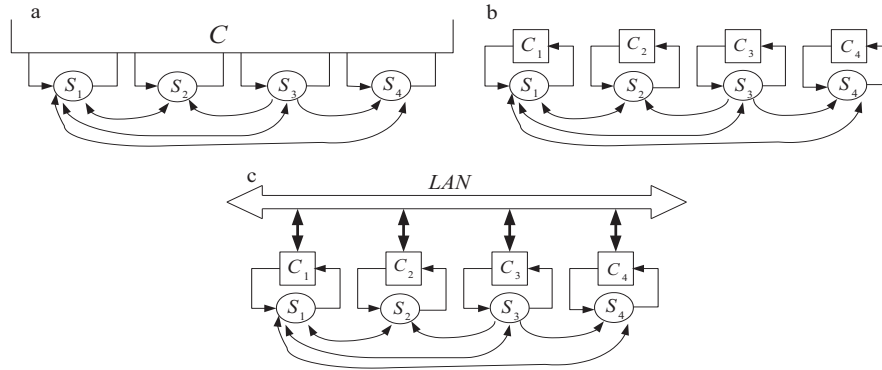 a
C
S₁ S₂ S₃ S₄
b
C₁ C₂ C₃ C₄
S₁ S₂ S₃ S₄
c
LAN
C₁ C₂ C₃ C₄
S₁ S₂ S₃ S₄